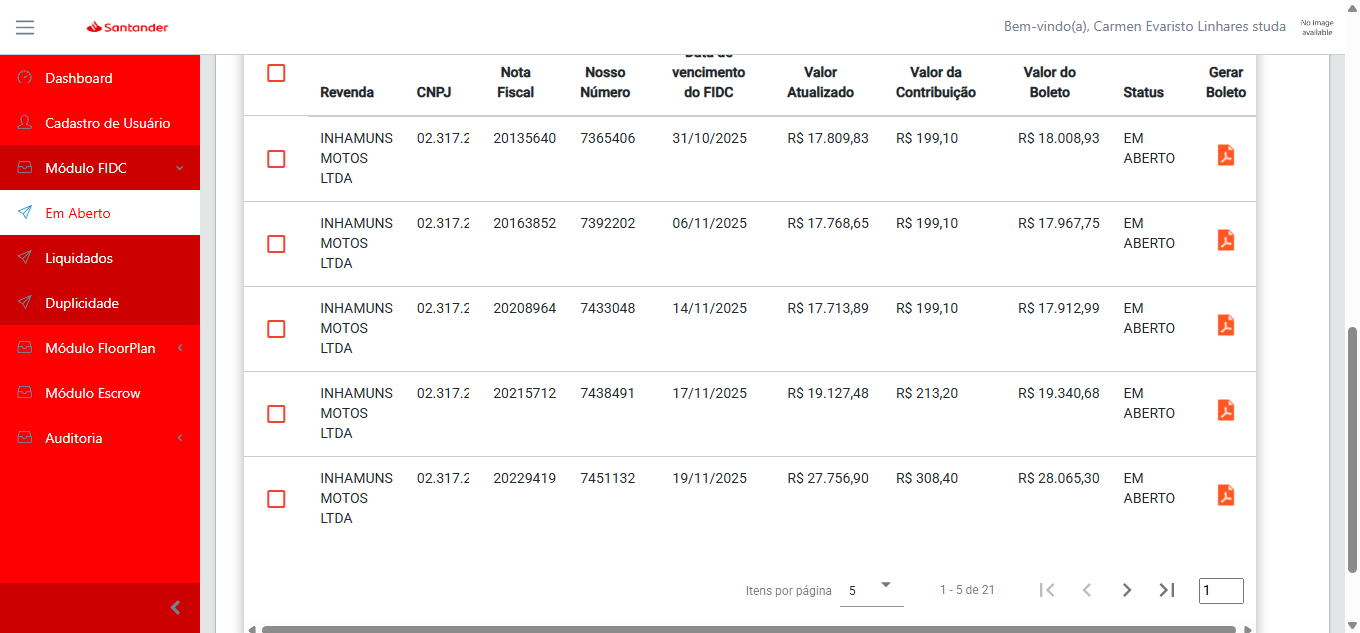 Santander
Bem-vindo(a), Carmen Evaristo Linhares studa
No image
available
Dashboard
Cadastro de Usuário
Módulo FIDC
Em Aberto
Liquidados
Duplicidade
Módulo FloorPlan
Módulo Escrow
Auditoria
Revenda
CNPJ
Nota
Fiscal
Nosso
Número
Data do
vencimento
do FIDC
Valor
Atualizado
Valor da
Contribuição
Valor do
Boleto
Status
Gerar
Boleto
INHAMUNS 02.317.2 20135640 7365406 31/10/2025 R$ 17.809,83 R$ 199,10 R$ 18.008,93 EM
MOTOS ABERTO
LTDA
INHAMUNS 02.317.2 20163852 7392202 06/11/2025 R$ 17.768,65 R$ 199,10 R$ 17.967,75 EM
MOTOS ABERTO
LTDA
INHAMUNS 02.317.2 20208964 7433048 14/11/2025 R$ 17.713,89 R$ 199,10 R$ 17.912,99 EM
MOTOS ABERTO
LTDA
INHAMUNS 02.317.2 20215712 7438491 17/11/2025 R$ 19.127,48 R$ 213,20 R$ 19.340,68 EM
MOTOS ABERTO
LTDA
INHAMUNS 02.317.2 20229419 7451132 19/11/2025 R$ 27.756,90 R$ 308,40 R$ 28.065,30 EM
MOTOS ABERTO
LTDA
Itens por página 5 1 - 5 de 21 1